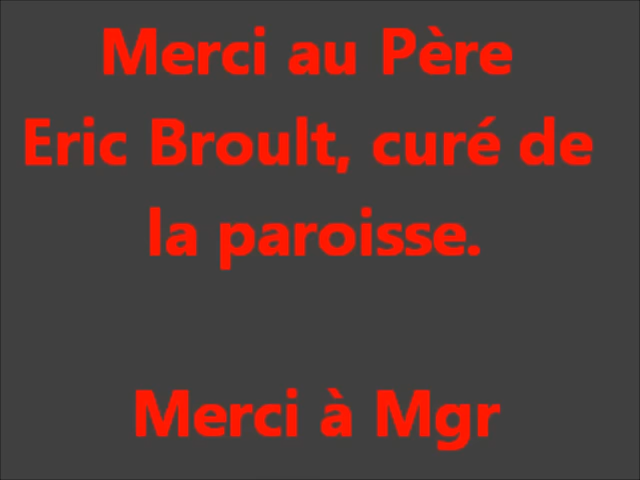 Merci au Père
Eric Broult, curé de
la paroisse.
Merci à Mgr